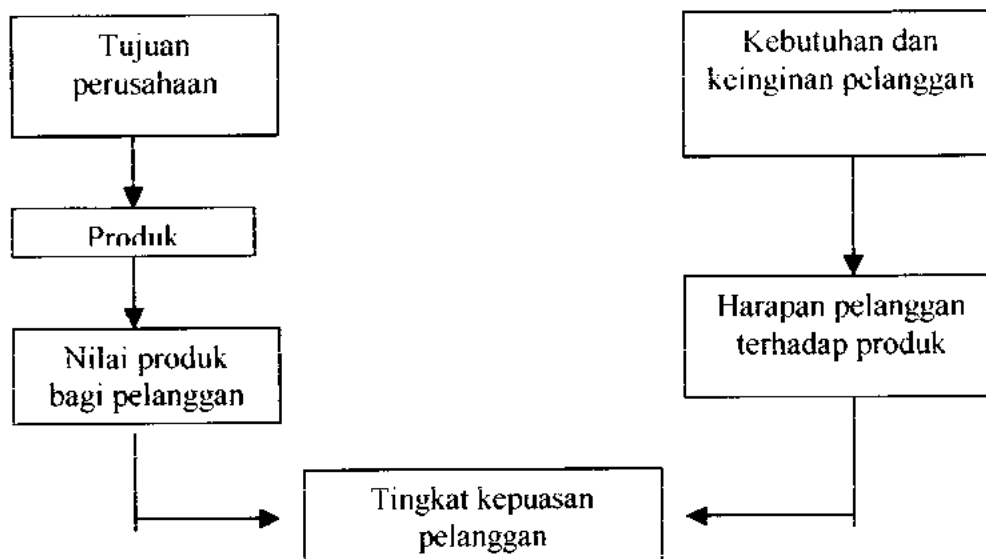 Tujuan
perusahaan
Kebutuhan dan
keinginan pelanggan
Produk
Nilai produk
bagi pelanggan
Harapan pelanggan
terhadap produk
Tingkat kepuasan
pelanggan